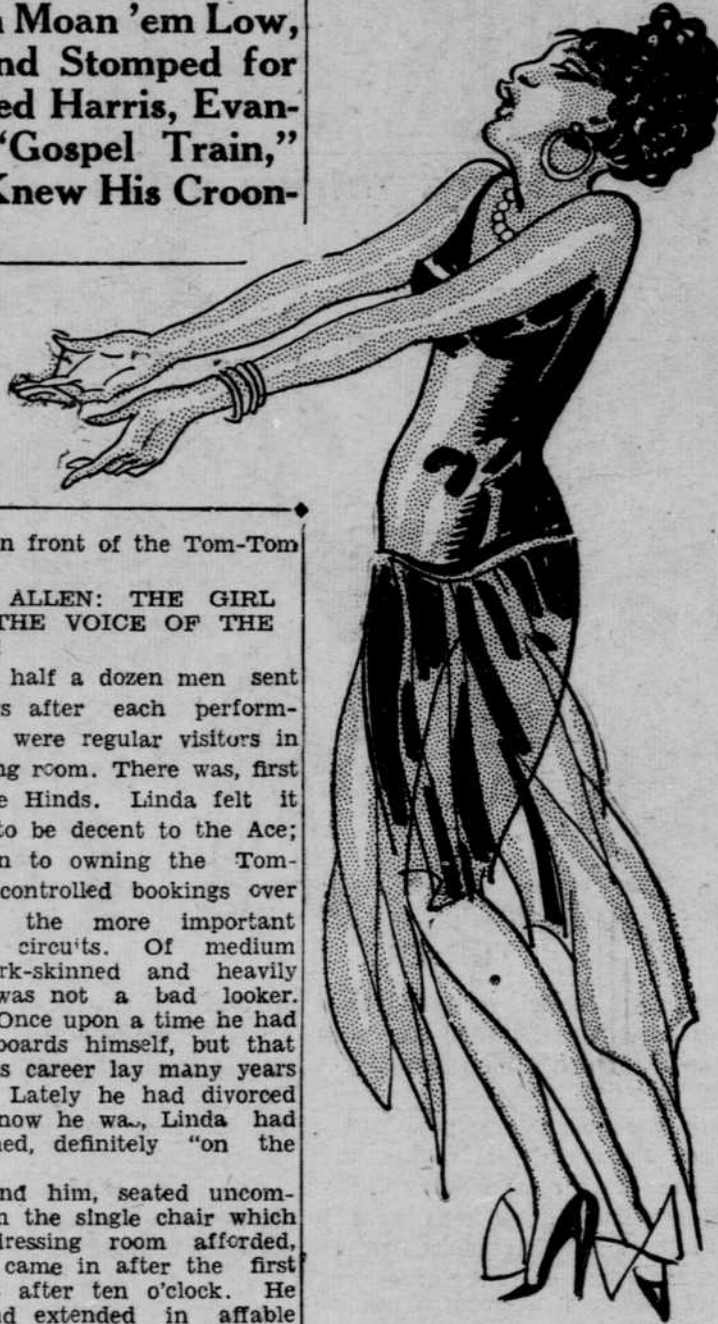 Moan ’em Low,
nd Stomped for
ed Harris, Evan-
“Gospel Train,”
Knew His Croon-
n front of the Tom-Tom
ALLEN: THE GIRL
THE VOICE OF THE
half a dozen men sent
s after each perform-
were regular visitors in
ng room. There was, first
e Hinds. Linda felt it
to be decent to the Ace;
n to owning the Tom-
controlled bookings over
the more important
circuits. Of medium
rk-skinned and heavily
was not a bad looker.
Once upon a time he had
boards himself, but that
s career lay many years
Lately he had divorced
now he wa., Linda had
ned, definitely “on the
nd him, seated uncom-
n the single chair which
dressing room afforded,
came in after the first
after ten o’clock. He
nd extended in affable